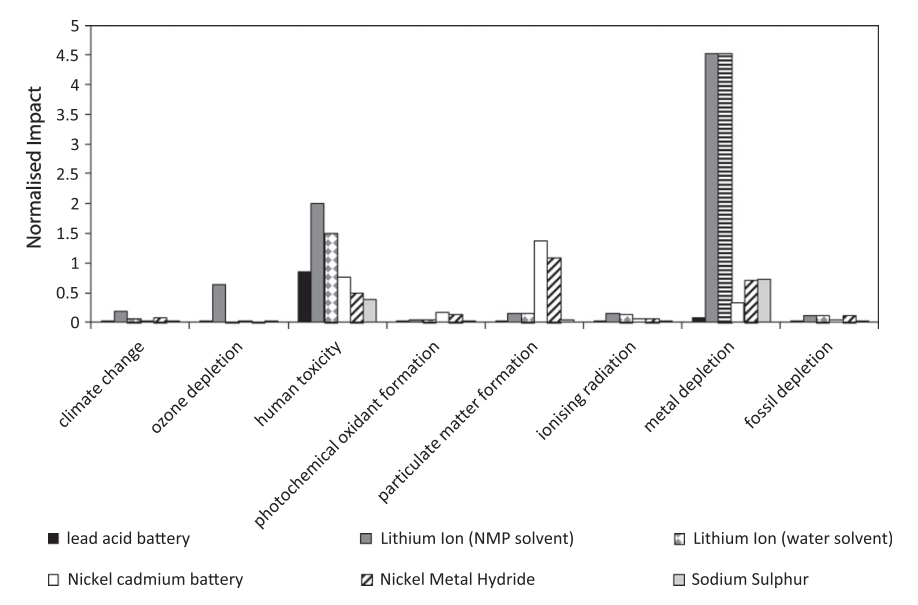 5
4.5
4
3.5
3
2.5
2
1.5
1
0.5
0
Normalised Impact
climate change
ozone depletion
human toxicity
photochemical oxidant formation
particulate matter formation
ionising radiation
metal depletion
fossil depletion
lead acid battery
Lithium Ion (NMP solvent)
Lithium Ion (water solvent)
Nickel cadmium battery
Nickel Metal Hydride
Sodium Sulphur